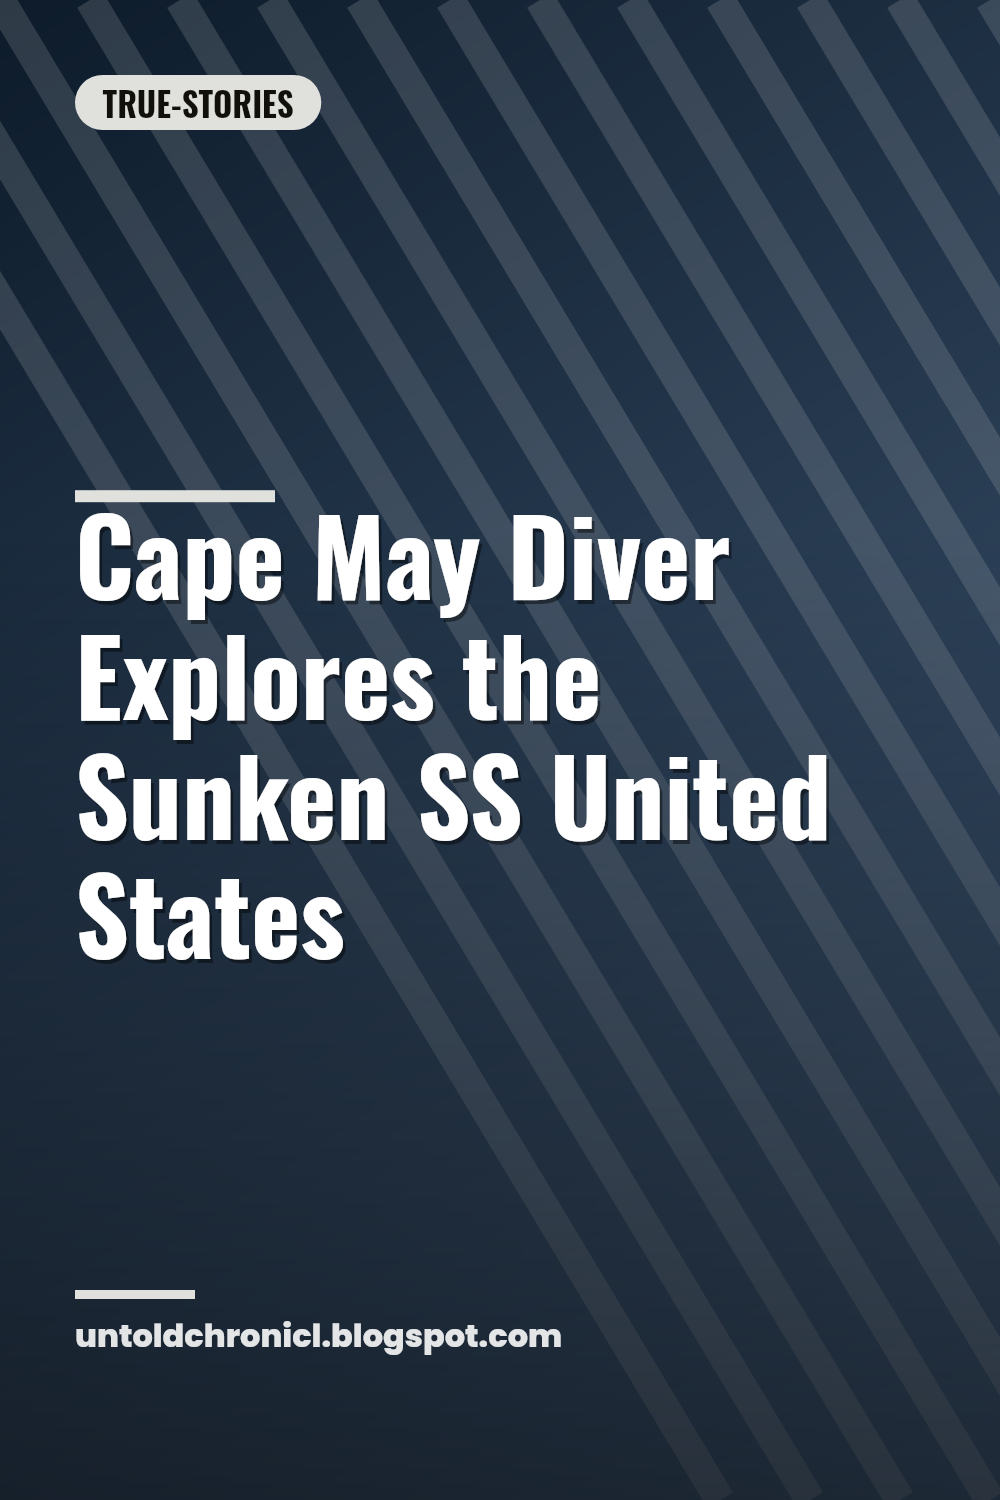 TRUE-STORIES
Cape May Diver
Explores the
Sunken SS United
States
untoldchronicl.blogspot.com